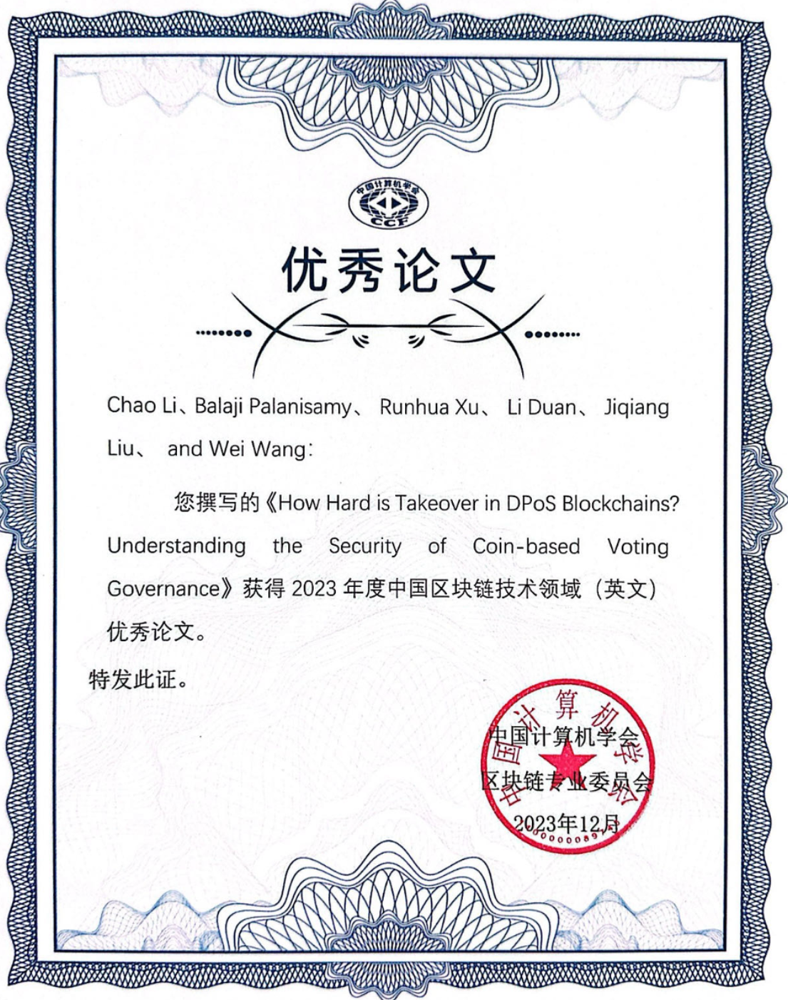 中国计算机学会
CCF
优秀论文
Chao Li、Balaji Palanisamy、 Runhua Xu、 Li Duan、 Jiqiang
Liu、 and Wei Wang：
您撰写的《How Hard is Takeover in DPoS Blockchains?
Understanding the Security of Coin-based Voting
Governance》获得 2023 年度中国区块链技术领域（英文）
优秀论文。
特发此证。
中国计算机学会
中国计算机学会
区块链专业委员会
2023年12月